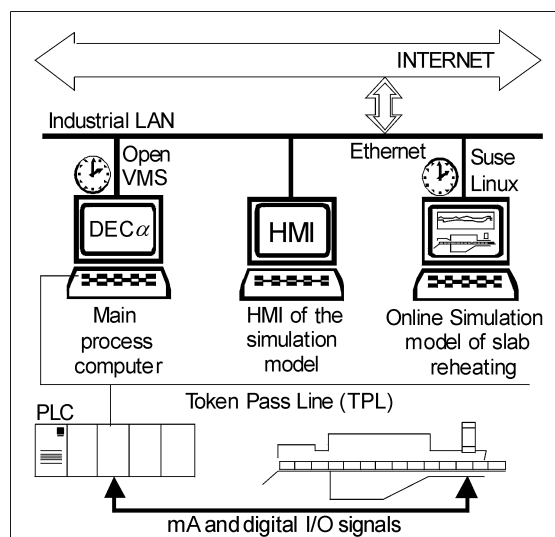 INTERNET
Industrial LAN
Ethernet
Open
VMS
Suse
Linux
DECα
HMI
Main
process
computer
HMI of the
simulation
model
Online Simulation
model of slab
reheating
Token Pass Line (TPL)
PLC
mA and digital I/O signals